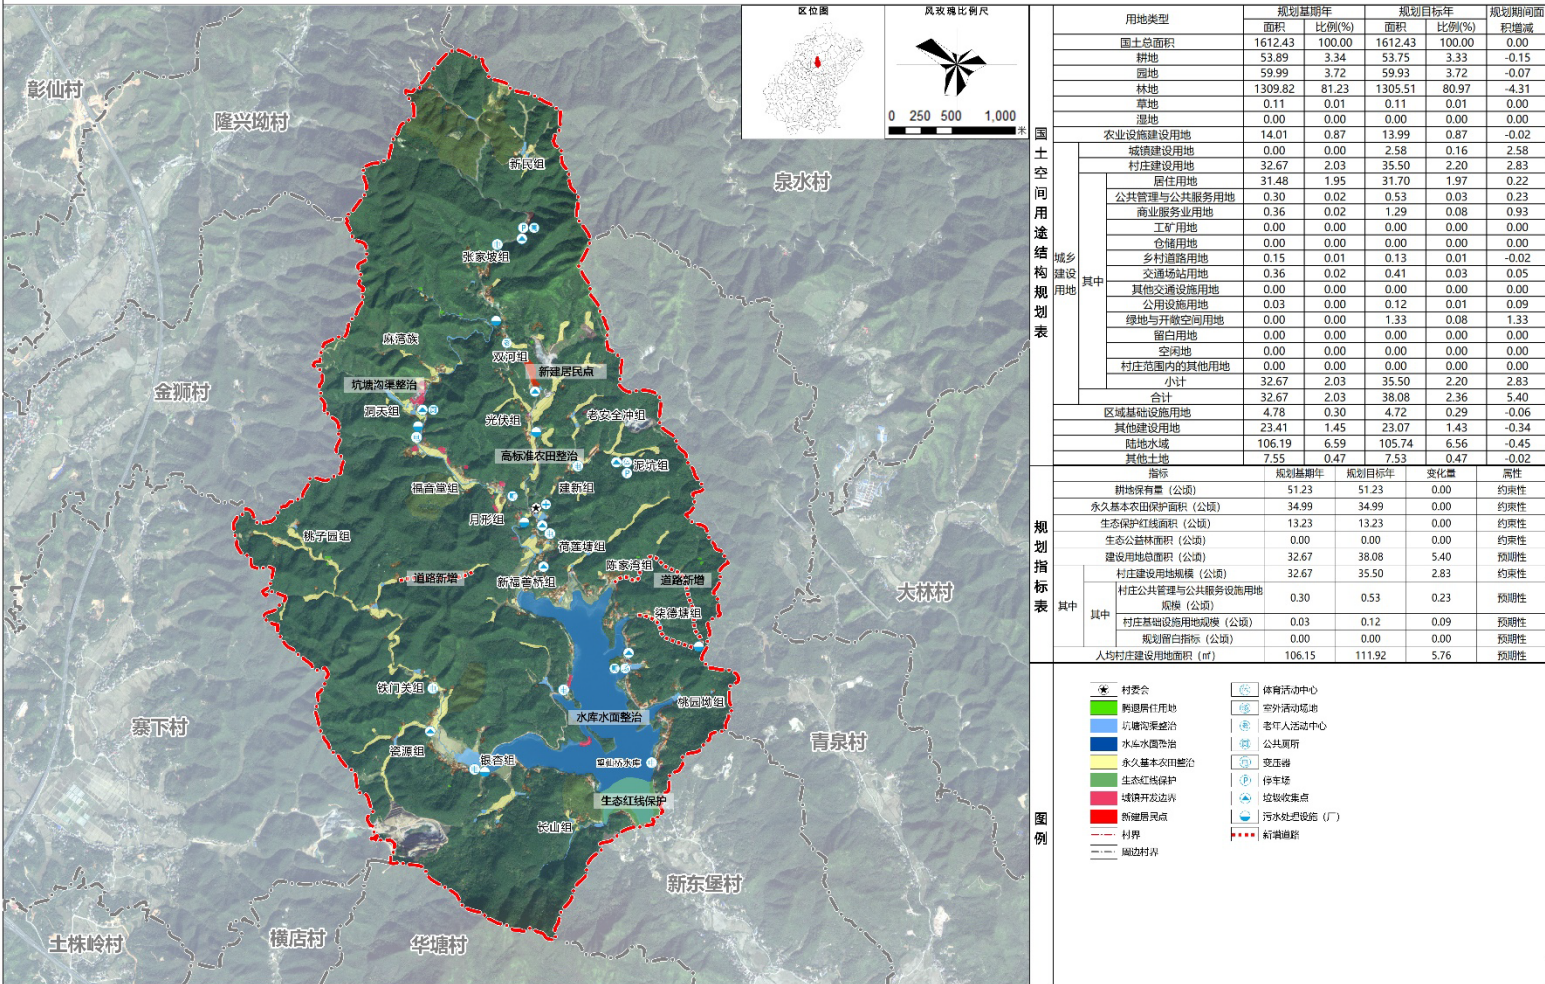 彰仙村
隆兴坳村
泉水村
金狮村
大林村
寨下村
青泉村
新东堡村
土株岭村
横店村
华塘村
新民组
张家坡组
麻湾族
双河组
新建居民点
坑塘沟渠整治
洞天组
光伏组
老安全冲组
高标准农田整治
泥坑组
福音堂组
建新组
月形组
桃子园组
荷莲塘组
陈家湾组
道路新增
新福善桥组
道路新增
柒德塘组
铁门关组
桃园坳组
水库水面整治
资源组
银杏组
生态红线保护
长山组
区位图
风玫瑰比例尺
0 250 500 1,000
米
国土空间用途结构规划表
用地类型 规划基期年 规划目标年 规划期间面积增减
面积 比例(%) 面积 比例(%)
国土总面积 1612.43 100.00 1612.43 100.00 0.00
耕地 53.89 3.34 53.75 3.33 -0.15
园地 59.99 3.72 59.93 3.72 -0.07
林地 1309.82 81.23 1305.51 80.97 -4.31
草地 0.11 0.01 0.11 0.01 0.00
湿地 0.00 0.00 0.00 0.00 0.00
农业设施建设用地 14.01 0.87 13.99 0.87 -0.02
城乡建设用地
城镇建设用地 0.00 0.00 2.58 0.16 2.58
村庄建设用地 32.67 2.03 35.50 2.20 2.83
其中
居住用地 31.48 1.95 31.70 1.97 0.22
公共管理与公共服务用地 0.30 0.02 0.53 0.03 0.23
商业服务业用地 0.36 0.02 1.29 0.08 0.93
工矿用地 0.00 0.00 0.00 0.00 0.00
仓储用地 0.00 0.00 0.00 0.00 0.00
乡村道路用地 0.15 0.01 0.13 0.01 -0.02
交通场站用地 0.36 0.02 0.41 0.03 0.05
其他交通设施用地 0.00 0.00 0.00 0.00 0.00
公用设施用地 0.03 0.00 0.12 0.01 0.09
绿地与开敞空间用地 0.00 0.00 1.33 0.08 1.33
留白用地 0.00 0.00 0.00 0.00 0.00
空闲地 0.00 0.00 0.00 0.00 0.00
村庄范围内的其他用地 0.00 0.00 0.00 0.00 0.00
小计 32.67 2.03 35.50 2.20 2.83
合计 32.67 2.03 38.08 2.36 5.40
区域基础设施用地 4.78 0.30 4.72 0.29 -0.06
其他建设用地 23.41 1.45 23.07 1.43 -0.34
陆地水域 106.19 6.59 105.74 6.56 -0.45
其他土地 7.55 0.47 7.53 0.47 -0.02
规划指标表
指标 规划基期年 规划目标年 变化量 属性
耕地保有量（公顷） 51.23 51.23 0.00 约束性
永久基本农田保护面积（公顷） 34.99 34.99 0.00 约束性
生态保护红线面积（公顷） 13.23 13.23 0.00 约束性
生态公益林面积（公顷） 0.00 0.00 0.00 约束性
建设用地总面积（公顷） 32.67 38.08 5.40 预期性
其中
村庄建设用地规模（公顷） 32.67 35.50 2.83 约束性
其中
村庄公共管理与公共服务设施用地规模（公顷） 0.30 0.53 0.23 预期性
村庄基础设施用地规模（公顷） 0.03 0.12 0.09 预期性
规划留白指标（公顷） 0.00 0.00 0.00 预期性
人均村庄建设用地面积（㎡） 106.15 111.92 5.76 预期性
图例
村委会
腾退居住用地
坑塘沟渠整治
水库水面整治
永久基本农田整治
生态红线保护
城镇开发边界
新建居民点
村界
周边村界
体育活动中心
室外活动场地
老年人活动中心
公共厕所
变压器
停车场
垃圾收集点
污水处理设施（厂）
新增道路